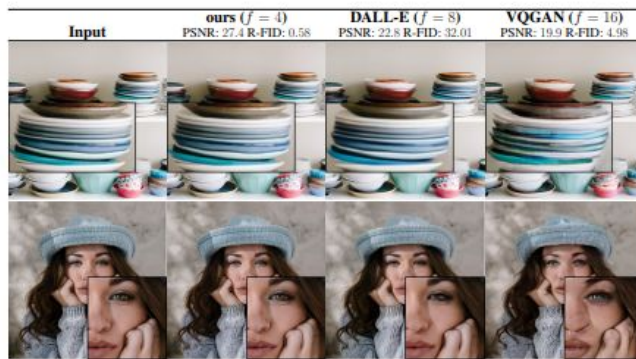 Input
ours (f = 4)
PSNR: 27.4 R-FID: 0.58
DALL-E (f = 8)
PSNR: 22.8 R-FID: 32.01
VQGAN (f = 16)
PSNR: 19.9 R-FID: 4.98